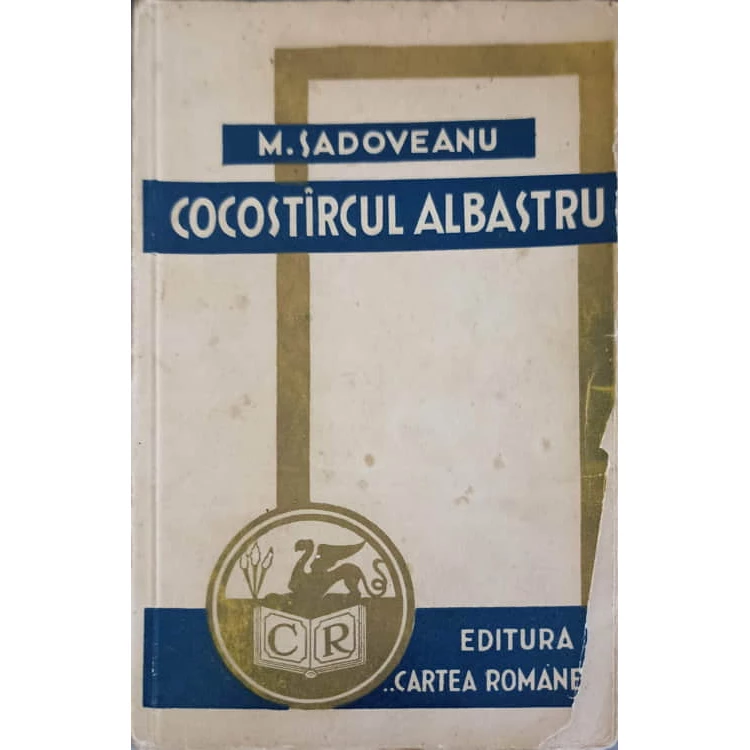 M. SADOVEANU
COCOSTÎRCUL ALBASTRU
C R
EDITURA
„CARTEA ROMÂNE